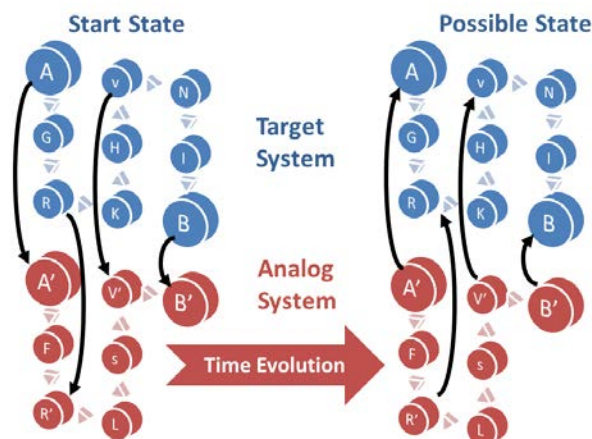 Start State
Possible State
A
v
N
G
H
I
R
K
B
Target
System
A
v
N
G
H
I
R
K
B
A'
V'
B'
F
s
R'
L
Analog
System
Time Evolution
A'
V'
B'
F
s
R'
L